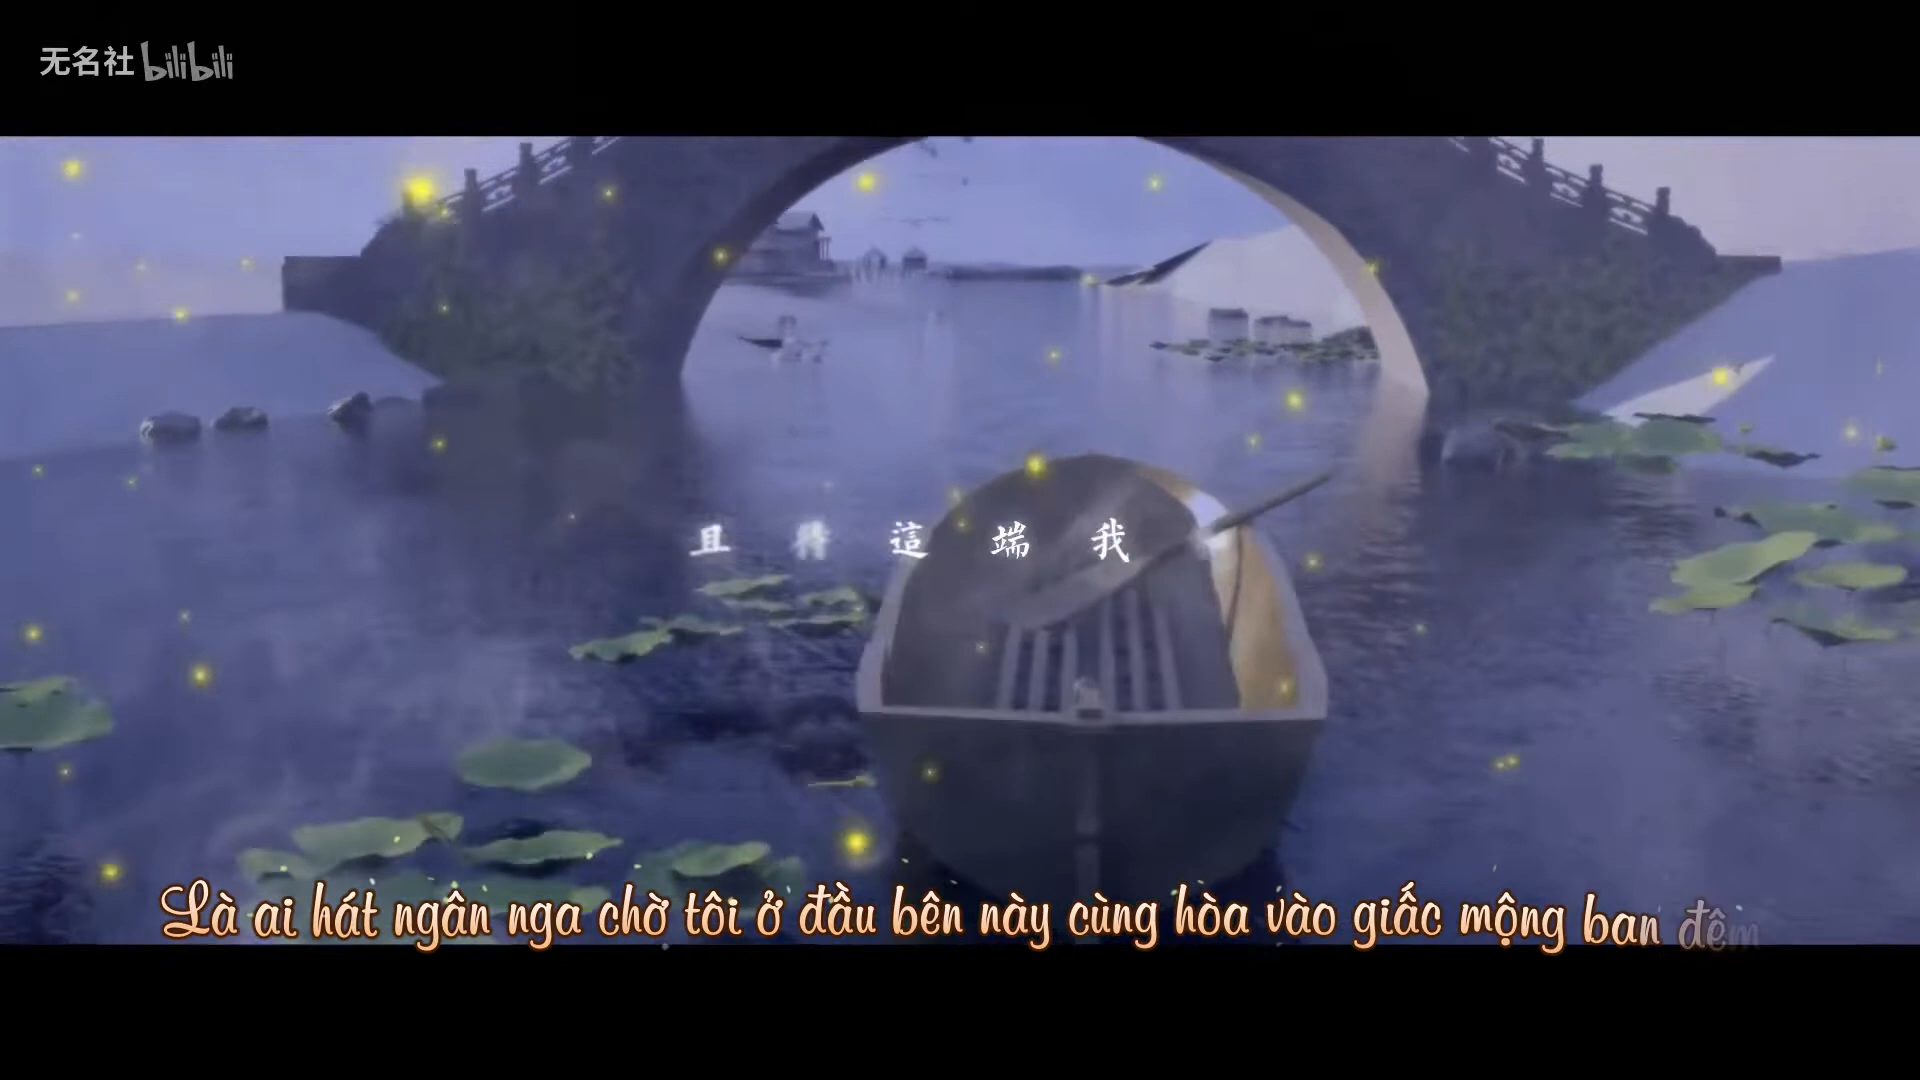 无名社 bilibili
且將這端我
Là ai hát ngân nga chờ tôi ở đầu bên này cùng hòa vào giấc mộng ban đêm